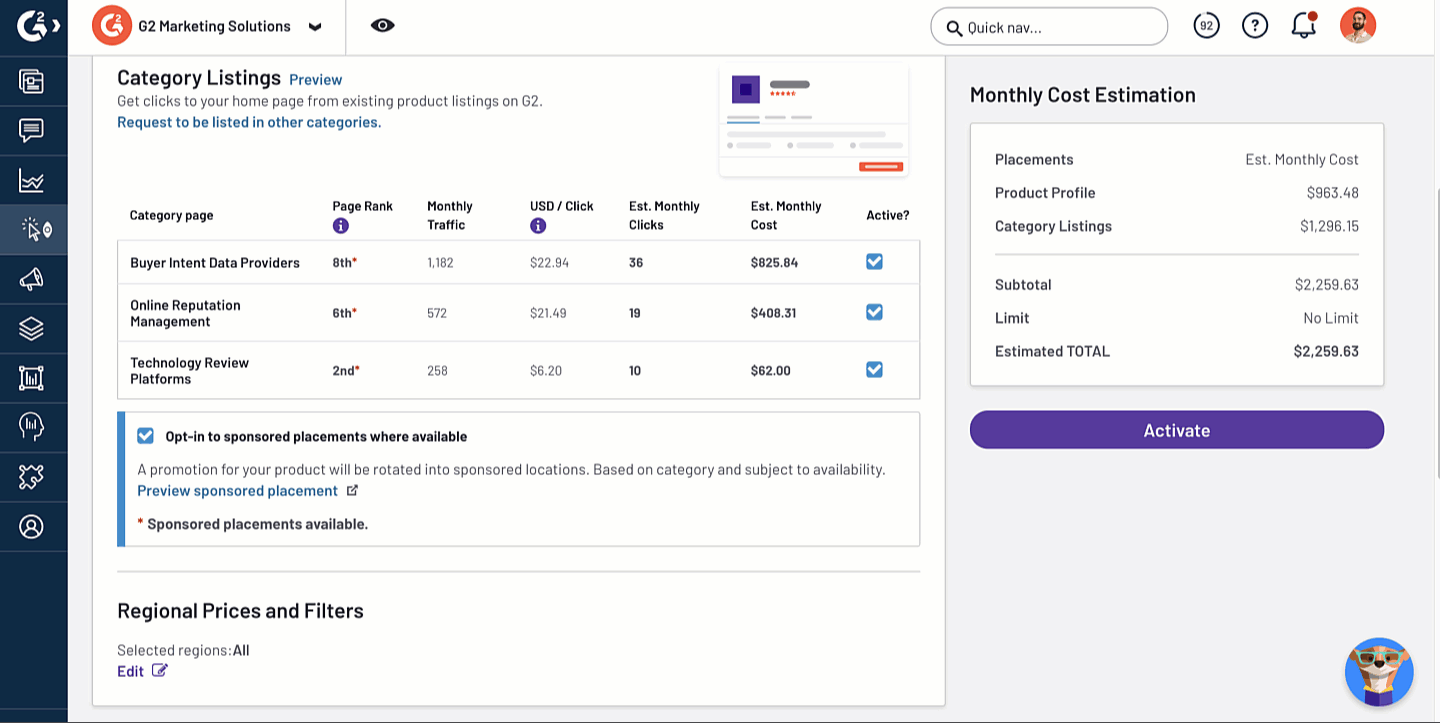 G2 Marketing Solutions
Quick nav...
92
?
Category Listings Preview
Get clicks to your home page from existing product listings on G2.
Request to be listed in other categories.
Category page
Page Rank
i
Monthly
Traffic
USD / Click
i
Est. Monthly
Clicks
Est. Monthly
Cost
Active?
Buyer Intent Data Providers 8th* 1,182 $22.94 36 $825.84
Online Reputation
Management
6th* 572 $21.49 19 $408.31
Technology Review
Platforms
2nd* 258 $6.20 10 $62.00
Opt-in to sponsored placements where available
A promotion for your product will be rotated into sponsored locations. Based on category and subject to availability.
Preview sponsored placement
* Sponsored placements available.
Regional Prices and Filters
Selected regions:All
Edit
Monthly Cost Estimation
Placements Est. Monthly Cost
Product Profile $963.48
Category Listings $1,296.15
Subtotal $2,259.63
Limit No Limit
Estimated TOTAL $2,259.63
Activate